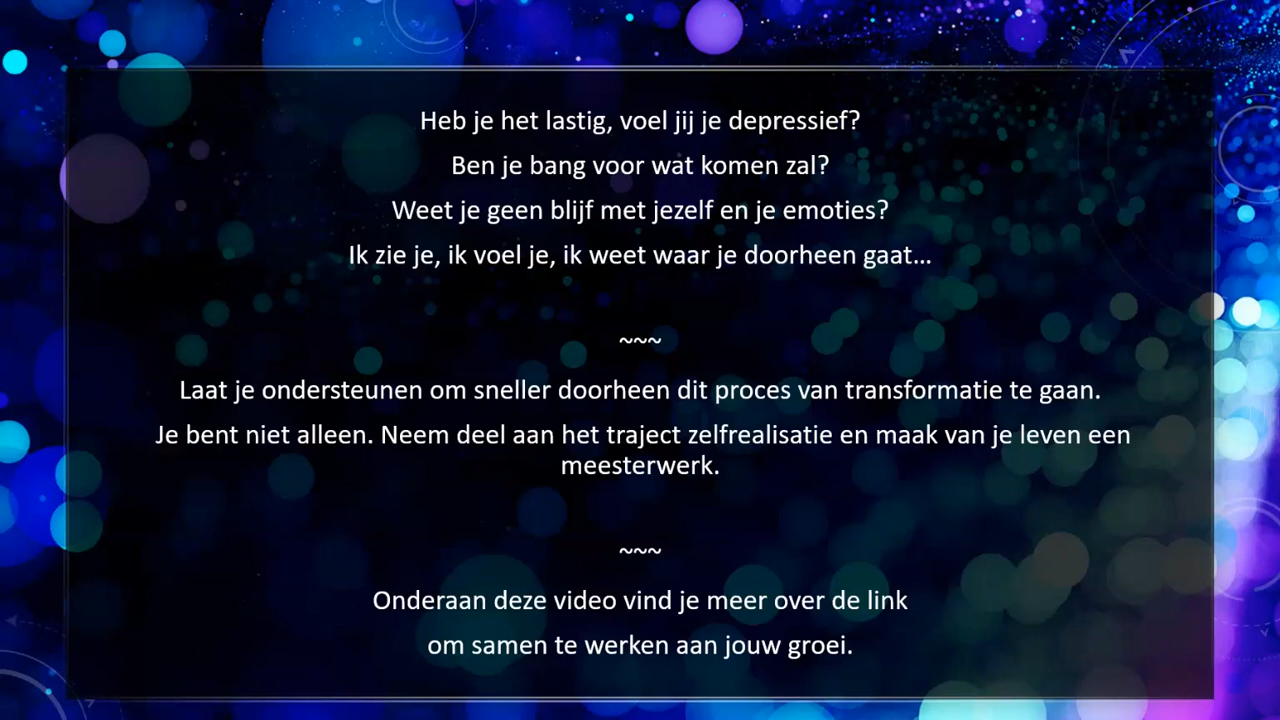 Heb je het lastig, voel jij je depressief?
Ben je bang voor wat komen zal?
Weet je geen blijf met jezelf en je emoties?
Ik zie je, ik voel je, ik weet waar je doorheen gaat...
~~~
Laat je ondersteunen om sneller doorheen dit proces van transformatie te gaan.
Je bent niet alleen. Neem deel aan het traject zelfrealisatie en maak van je leven een
meesterwerk.
~~~
Onderaan deze video vind je meer over de link
om samen te werken aan jouw groei.